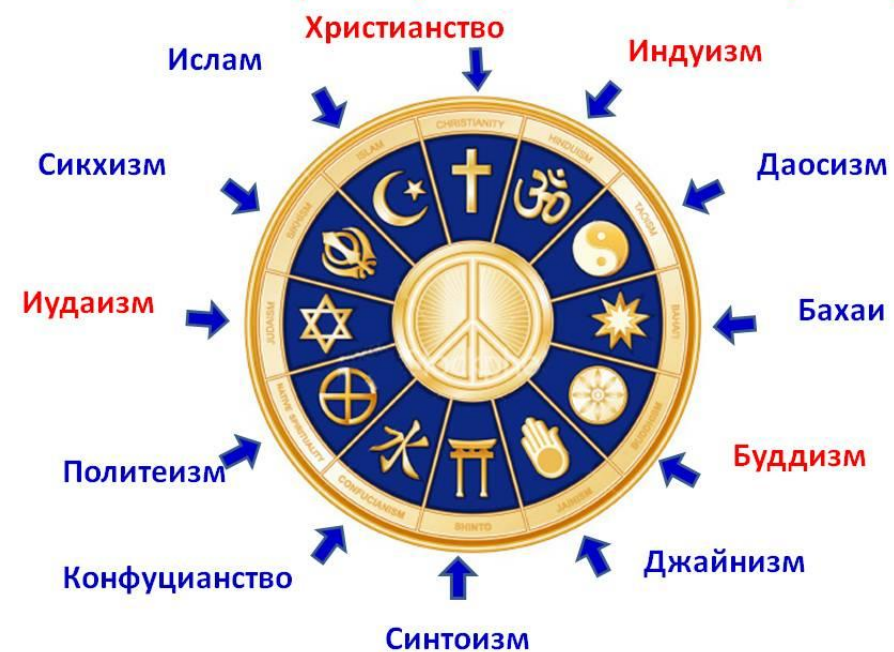 Христианство
Ислам
Индуизм
Сикхизм
Даосизм
Иудаизм
Бахаи
Политеизм
Буддизм
Конфуцианство
Джайнизм
Синтоизм
CHRISTIANITY
HINDUISM
TAOISM
BAHA'I
BUDDHISM
JAINISM
SHINTO
CONFUCIANISM
NATIVE SPIRITUALITY
JUDAISM
SIKHISM
ISLAM